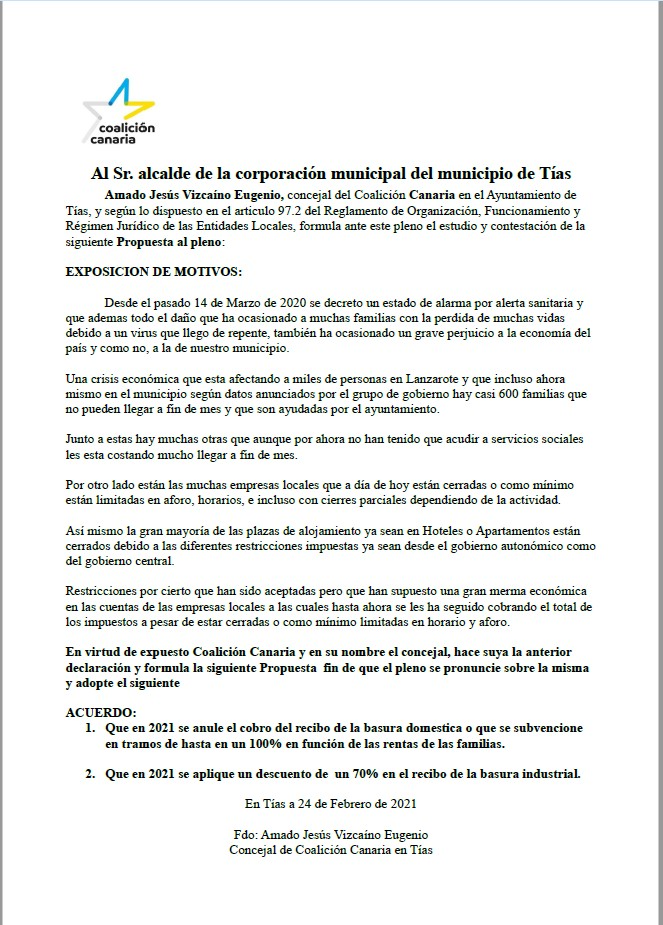 coalición
canaria
Al Sr. alcalde de la corporación municipal del municipio de Tías
Amado Jesús Vizcaíno Eugenio, concejal del Coalición Canaria en el Ayuntamiento de
Tías, y según lo dispuesto en el articulo 97.2 del Reglamento de Organización, Funcionamiento y
Régimen Jurídico de las Entidades Locales, formula ante este pleno el estudio y contestación de la
siguiente Propuesta al pleno:
EXPOSICION DE MOTIVOS:
Desde el pasado 14 de Marzo de 2020 se decreto un estado de alarma por alerta sanitaria y
que ademas todo el daño que ha ocasionado a muchas familias con la perdida de muchas vidas
debido a un virus que llego de repente, también ha ocasionado un grave perjuicio a la economía del
país y como no, a la de nuestro municipio.
Una crisis económica que esta afectando a miles de personas en Lanzarote y que incluso ahora
mismo en el municipio según datos anunciados por el grupo de gobierno hay casi 600 familias que
no pueden llegar a fin de mes y que son ayudadas por el ayuntamiento.
Junto a estas hay muchas otras que aunque por ahora no han tenido que acudir a servicios sociales
les esta costando mucho llegar a fin de mes.
Por otro lado están las muchas empresas locales que a día de hoy están cerradas o como mínimo
están limitadas en aforo, horarios, e incluso con cierres parciales dependiendo de la actividad.
Así mismo la gran mayoría de las plazas de alojamiento ya sean en Hoteles o Apartamentos están
cerrados debido a las diferentes restricciones impuestas ya sean desde el gobierno autonómico como
del gobierno central.
Restricciones por cierto que han sido aceptadas pero que han supuesto una gran merma económica
en las cuentas de las empresas locales a las cuales hasta ahora se les ha seguido cobrando el total de
los impuestos a pesar de estar cerradas o como mínimo limitadas en horario y aforo.
En virtud de expuesto Coalición Canaria y en su nombre el concejal, hace suya la anterior
declaración y formula la siguiente Propuesta fin de que el pleno se pronuncie sobre la misma
y adopte el siguiente
ACUERDO:
1. Que en 2021 se anule el cobro del recibo de la basura domestica o que se subvencione
en tramos de hasta en un 100% en función de las rentas de las familias.
2. Que en 2021 se aplique un descuento de un 70% en el recibo de la basura industrial.
En Tías a 24 de Febrero de 2021
Fdo: Amado Jesús Vizcaíno Eugenio
Concejal de Coalición Canaria en Tías